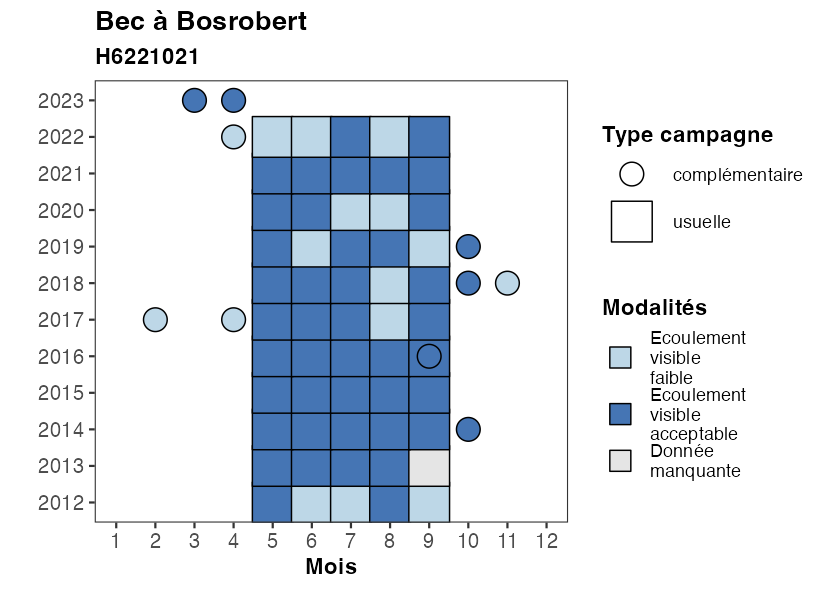 Bec à Bosrobert
H6221021
2023
2022
2021
2020
2019
2018
2017
2016
2015
2014
2013
2012
1 2 3 4 5 6 7 8 9 10 11 12
Mois
Type campagne
complémentaire
usuelle
Modalités
Ecoulement
visible
faible
Ecoulement
visible
acceptable
Donnée
manquante